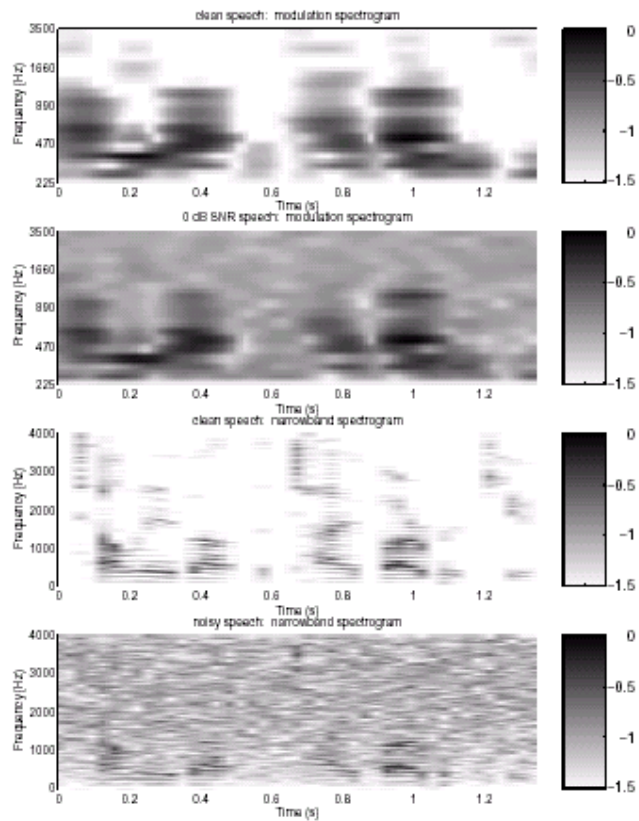 clean speech: modulation spectrogram
3500
1660
890
470
225
Frequency (Hz)
0 0.2 0.4 0.6 0.8 1 1.2
Time (s)
0
-0.5
-1
-1.5
0 dB SNR speech: modulation spectrogram
3500
1660
890
470
225
Frequency (Hz)
0 0.2 0.4 0.6 0.8 1 1.2
Time (s)
0
-0.5
-1
-1.5
clean speech: narrowband spectrogram
4000
3000
2000
1000
0
Frequency (Hz)
0 0.2 0.4 0.6 0.8 1 1.2
Time (s)
0
-0.5
-1
-1.5
noisy speech: narrowband spectrogram
4000
3000
2000
1000
0
Frequency (Hz)
0 0.2 0.4 0.6 0.8 1 1.2
Time (s)
0
-0.5
-1
-1.5